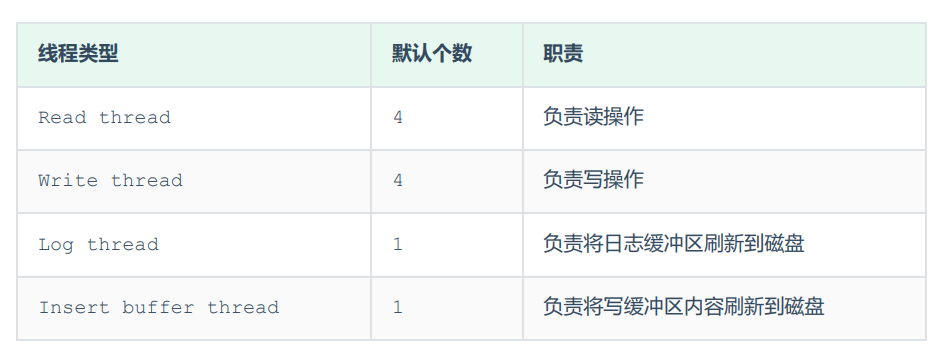 线程类型 默认个数 职责
Read thread 4 负责读操作
Write thread 4 负责写操作
Log thread 1 负责将日志缓冲区刷新到磁盘
Insert buffer thread 1 负责将写缓冲区内容刷新到磁盘